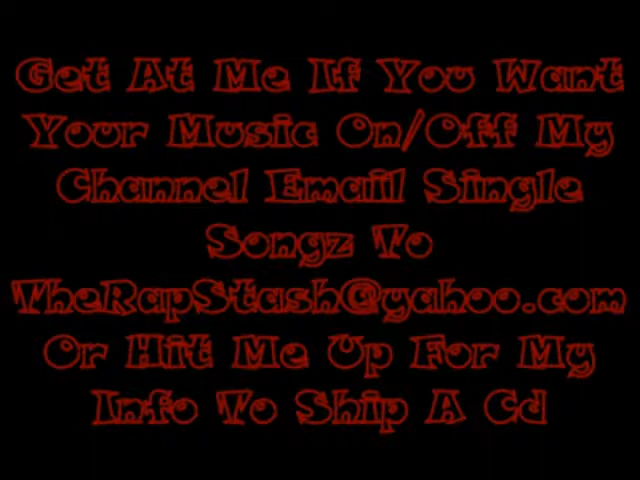 Get At Me If You Want
Your Music On/Off My
Channel Email Single
Songz To
TheRapStash@yahoo.com
Or Hit Me Up For My
Info To Ship A Cd